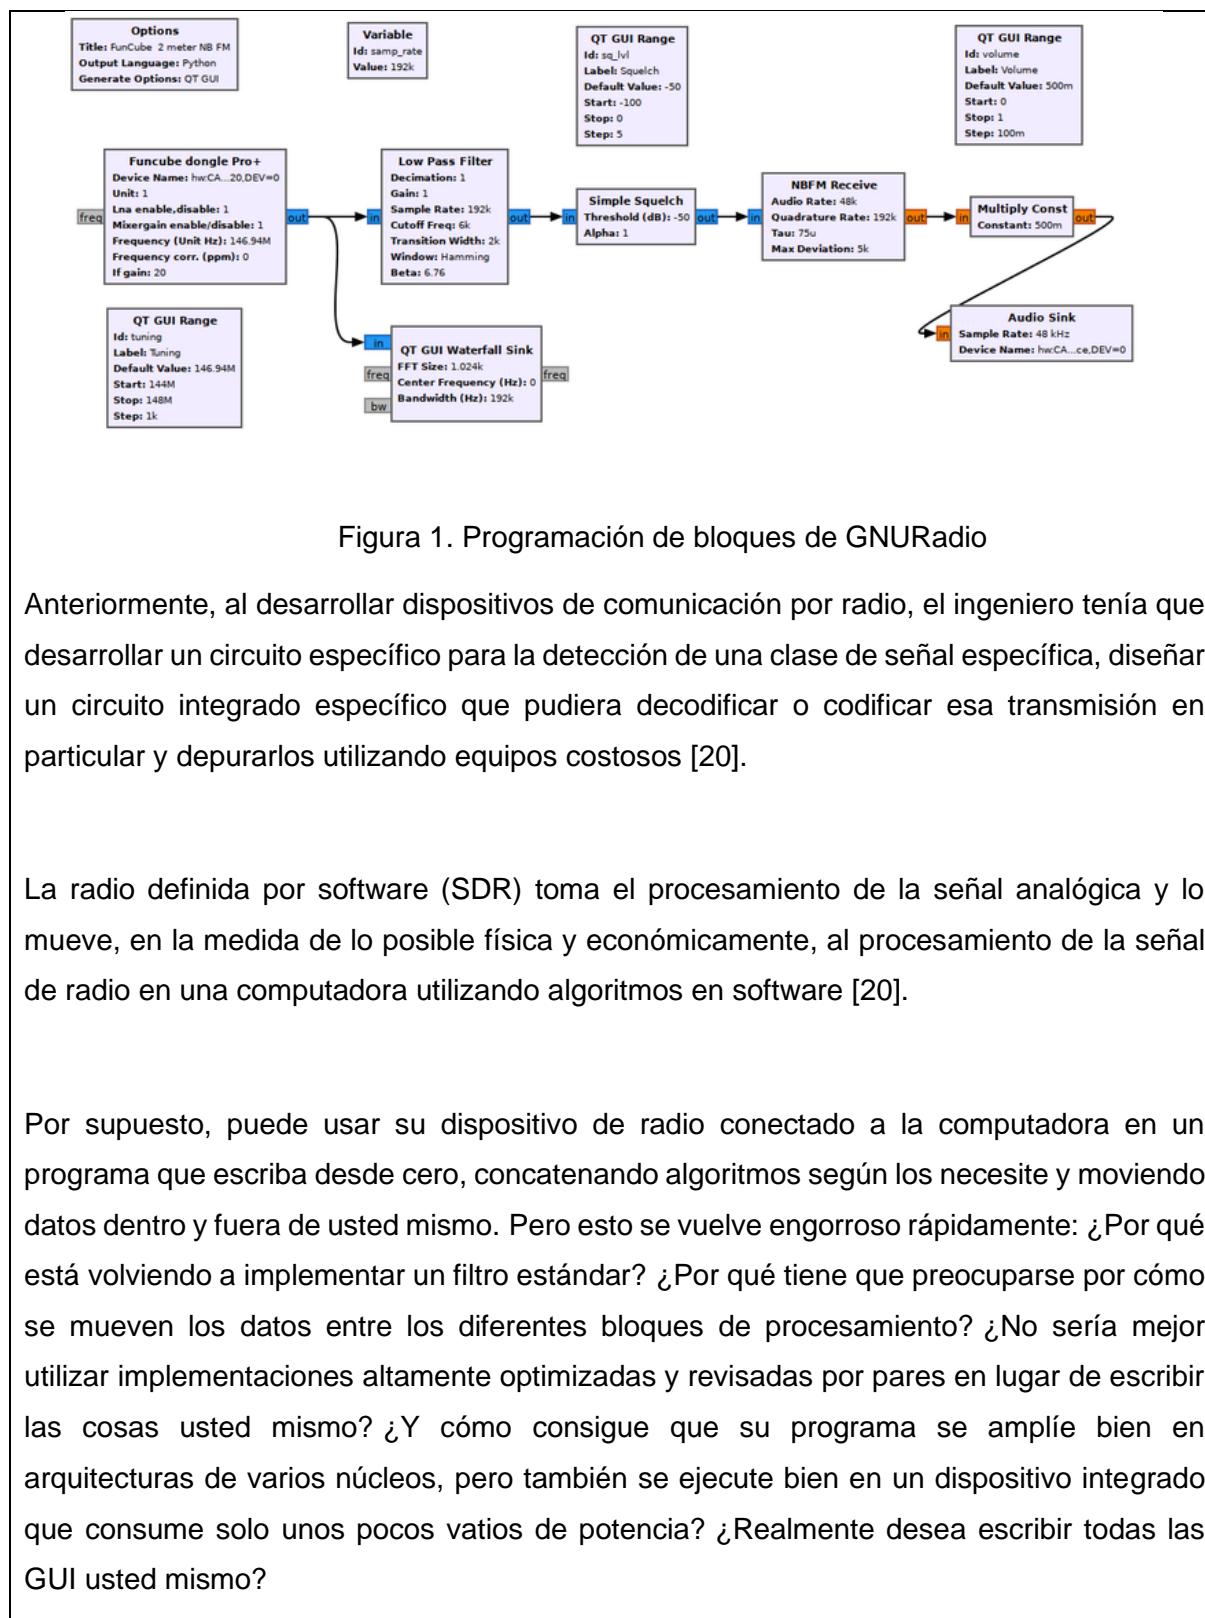 Options
Title: FunCube 2 meter NB FM
Output Language: Python
Generate Options: QT GUI
Variable
Id: samp_rate
Value: 192k
QT GUI Range
Id: sq_lvl
Label: Squelch
Default Value: -50
Start: -100
Stop: 0
Step: 5
QT GUI Range
Id: volume
Label: Volume
Default Value: 500m
Start: 0
Stop: 1
Step: 100m
freq
Funcube dongle Pro+
Device Name: hw:CA...20,DEV=0
Unit: 1
Lna enable,disable: 1
Mixergain enable/disable: 1
Frequency (Unit Hz): 146.94M
Frequency corr. (ppm): 0
If gain: 20
out
in
Low Pass Filter
Decimation: 1
Gain: 1
Sample Rate: 192k
Cutoff Freq: 6k
Transition Width: 2k
Window: Hamming
Beta: 6.76
out
in
Simple Squelch
Threshold (dB): -50
Alpha: 1
out
in
NBFM Receive
Audio Rate: 48k
Quadrature Rate: 192k
Tau: 75u
Max Deviation: 5k
out
in
Multiply Const
Constant: 500m
out
QT GUI Range
Id: tuning
Label: Tuning
Default Value: 146.94M
Start: 144M
Stop: 148M
Step: 1k
in
freq
bw
QT GUI Waterfall Sink
FFT Size: 1.024k
Center Frequency (Hz): 0
Bandwidth (Hz): 192k
freq
in
Audio Sink
Sample Rate: 48 kHz
Device Name: hw:CA...ce,DEV=0
Figura 1. Programación de bloques de GNURadio
Anteriormente, al desarrollar dispositivos de comunicación por radio, el ingeniero tenía que
desarrollar un circuito específico para la detección de una clase de señal específica, diseñar
un circuito integrado específico que pudiera decodificar o codificar esa transmisión en
particular y depurarlos utilizando equipos costosos [20].
La radio definida por software (SDR) toma el procesamiento de la señal analógica y lo
mueve, en la medida de lo posible física y económicamente, al procesamiento de la señal
de radio en una computadora utilizando algoritmos en software [20].
Por supuesto, puede usar su dispositivo de radio conectado a la computadora en un
programa que escriba desde cero, concatenando algoritmos según los necesite y moviendo
datos dentro y fuera de usted mismo. Pero esto se vuelve engorroso rápidamente: ¿Por qué
está volviendo a implementar un filtro estándar? ¿Por qué tiene que preocuparse por cómo
se mueven los datos entre los diferentes bloques de procesamiento? ¿No sería mejor
utilizar implementaciones altamente optimizadas y revisadas por pares en lugar de escribir
las cosas usted mismo? ¿Y cómo consigue que su programa se amplíe bien en
arquitecturas de varios núcleos, pero también se ejecute bien en un dispositivo integrado
que consume solo unos pocos vatios de potencia? ¿Realmente desea escribir todas las
GUI usted mismo?